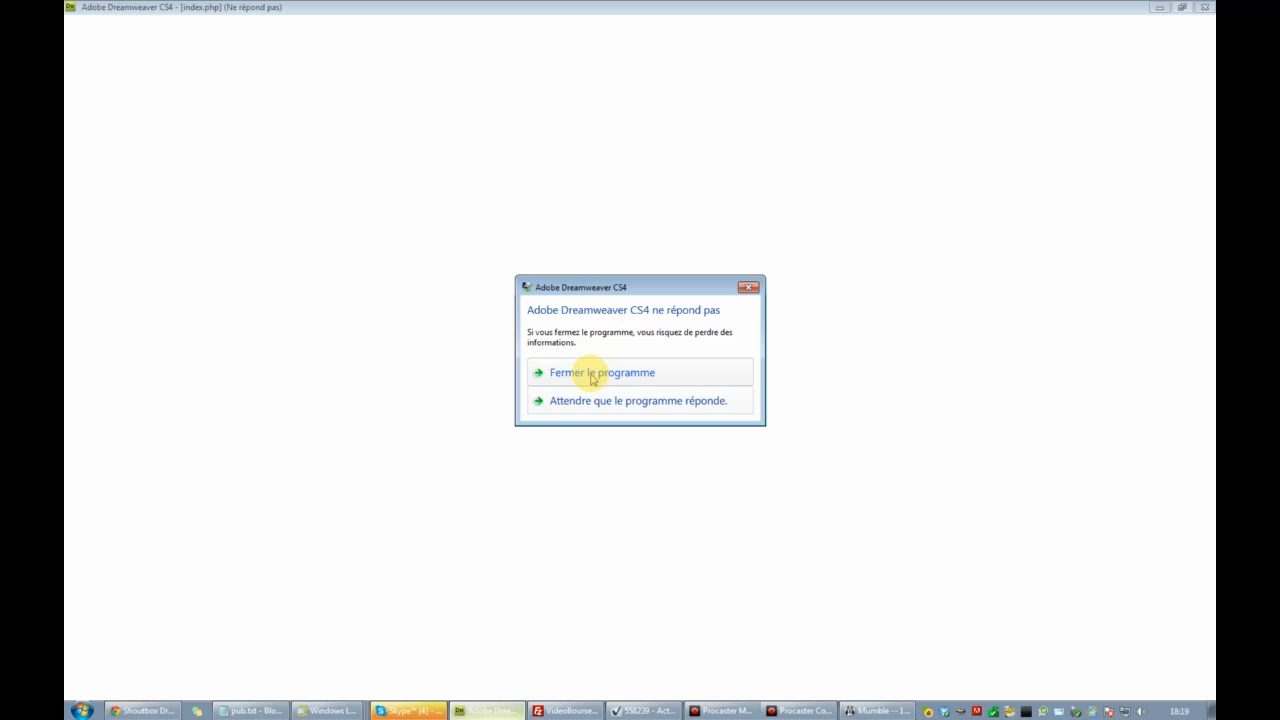 Adobe Dreamweaver CS4 - [index.php] (Ne répond pas)
Adobe Dreamweaver CS4
Adobe Dreamweaver CS4 ne répond pas
Si vous fermez le programme, vous risquez de perdre des
informations.
Fermer le programme
Attendre que le programme réponde.
Shoutbox Dr... pub.txt - Blo... Windows L... Skype™ [4] - ... Adobe Drea... VideoBourse... 558239 - Act... Procaster M... Procaster Co... Mumble -- 1... 18:19